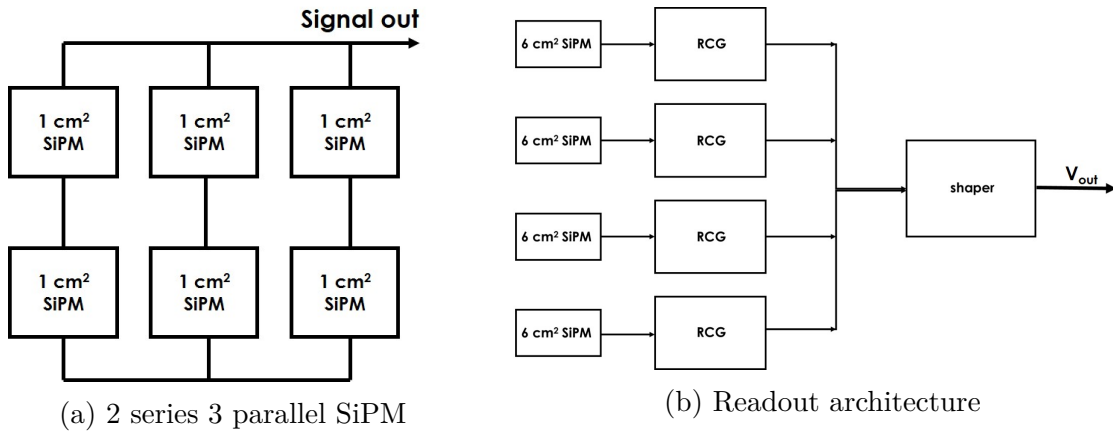 Signal out
1 cm²
SiPM
1 cm²
SiPM
1 cm²
SiPM
1 cm²
SiPM
1 cm²
SiPM
1 cm²
SiPM
(a) 2 series 3 parallel SiPM
6 cm² SiPM
RCG
6 cm² SiPM
RCG
6 cm² SiPM
RCG
6 cm² SiPM
RCG
shaper
Vout
(b) Readout architecture